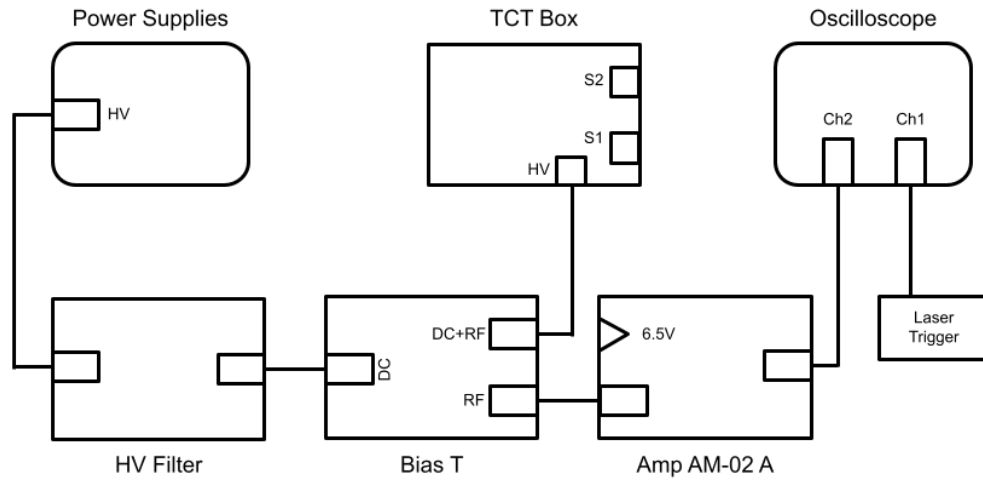 Power Supplies
TCT Box
Oscilloscope
HV
S2
S1
HV
Ch2
Ch1
DC+RF
DC
RF
6.5V
Laser
Trigger
HV Filter
Bias T
Amp AM-02 A